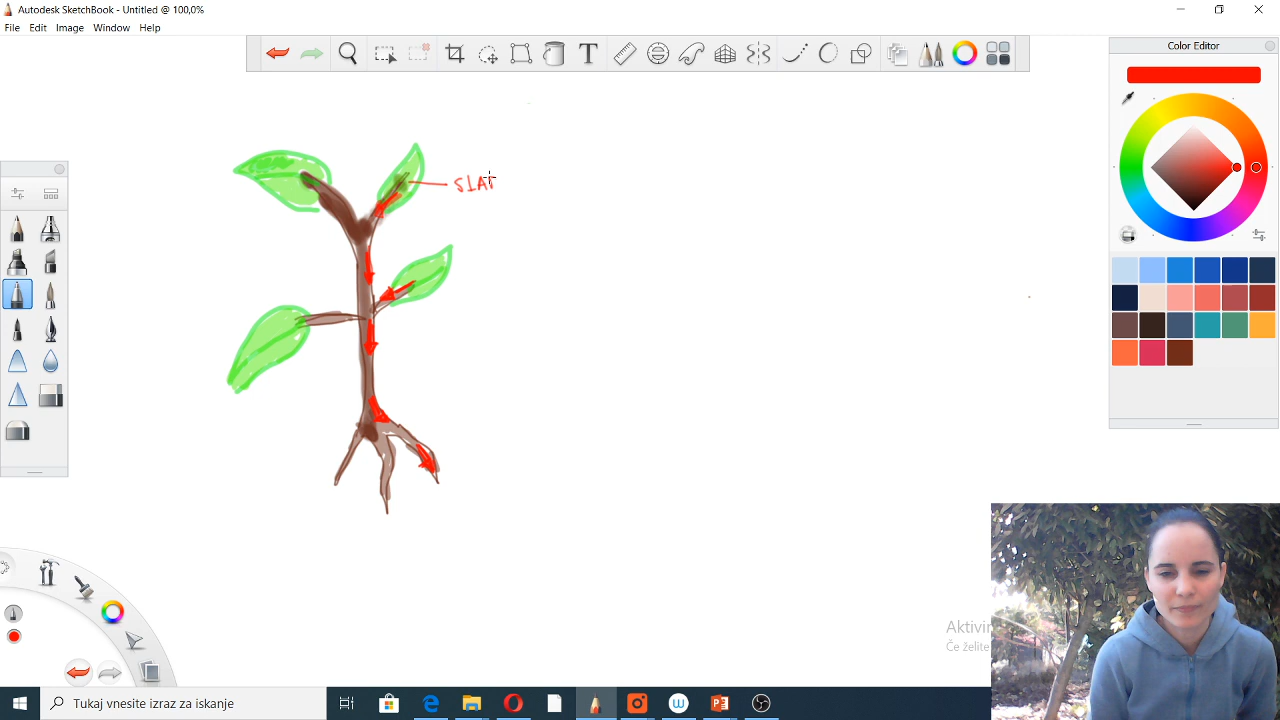 Autodesk SketchBook - Untitled @ 100,0%
File Edit Image Window Help
Color Editor
SLAT
Aktivir
Če želite
Tukaj vnesite izraz za iskanje